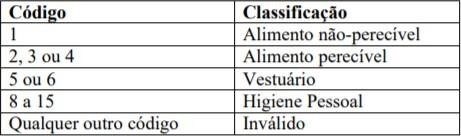 Código Classificação
1 Alimento não-perecível
2, 3 ou 4 Alimento perecível
5 ou 6 Vestuário
8 a 15 Higiene Pessoal
Qualquer outro código Inválido